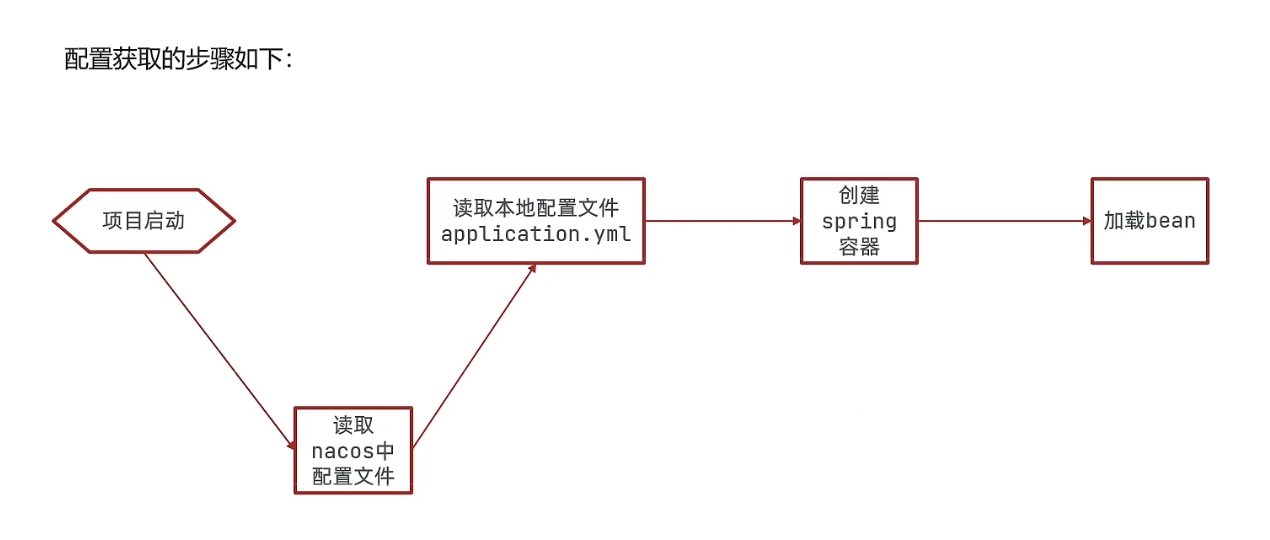 配置获取的步骤如下：
项目启动
读取
nacos中
配置文件
读取本地配置文件
application.yml
创建
spring
容器
加载bean